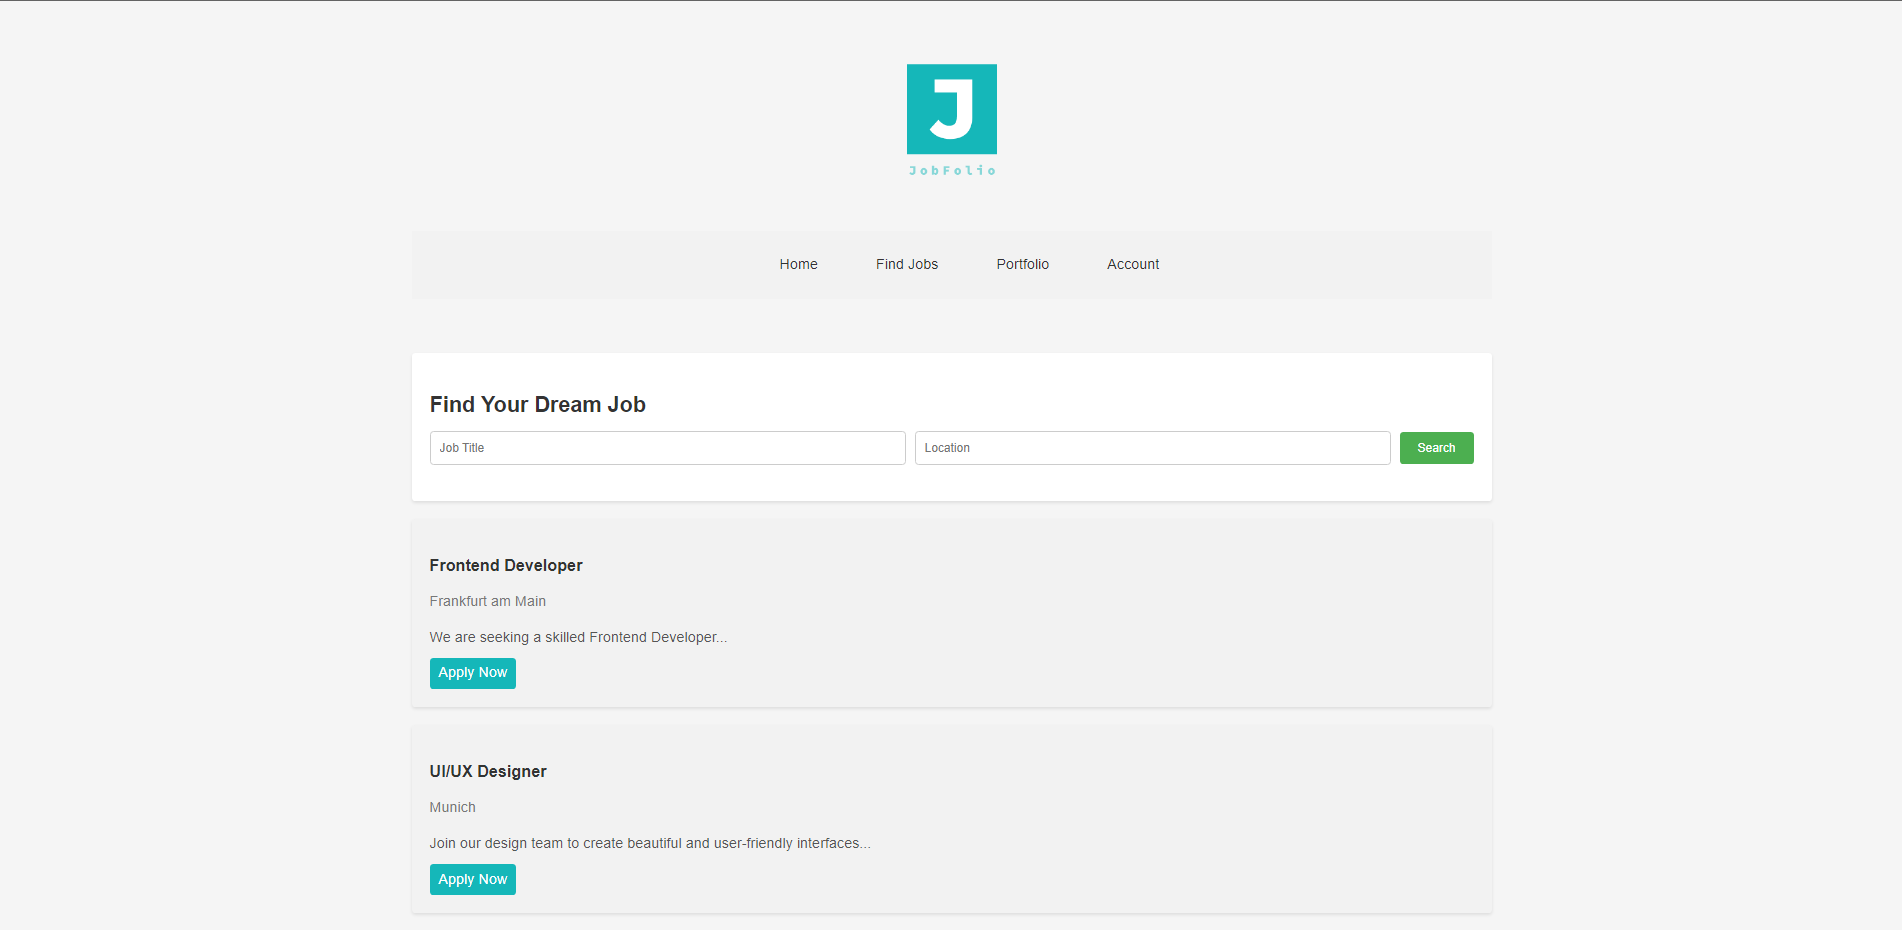 J
JobFolio
Home Find Jobs Portfolio Account
Find Your Dream Job
Job Title Location Search
Frontend Developer
Frankfurt am Main
We are seeking a skilled Frontend Developer...
Apply Now
UI/UX Designer
Munich
Join our design team to create beautiful and user-friendly interfaces...
Apply Now